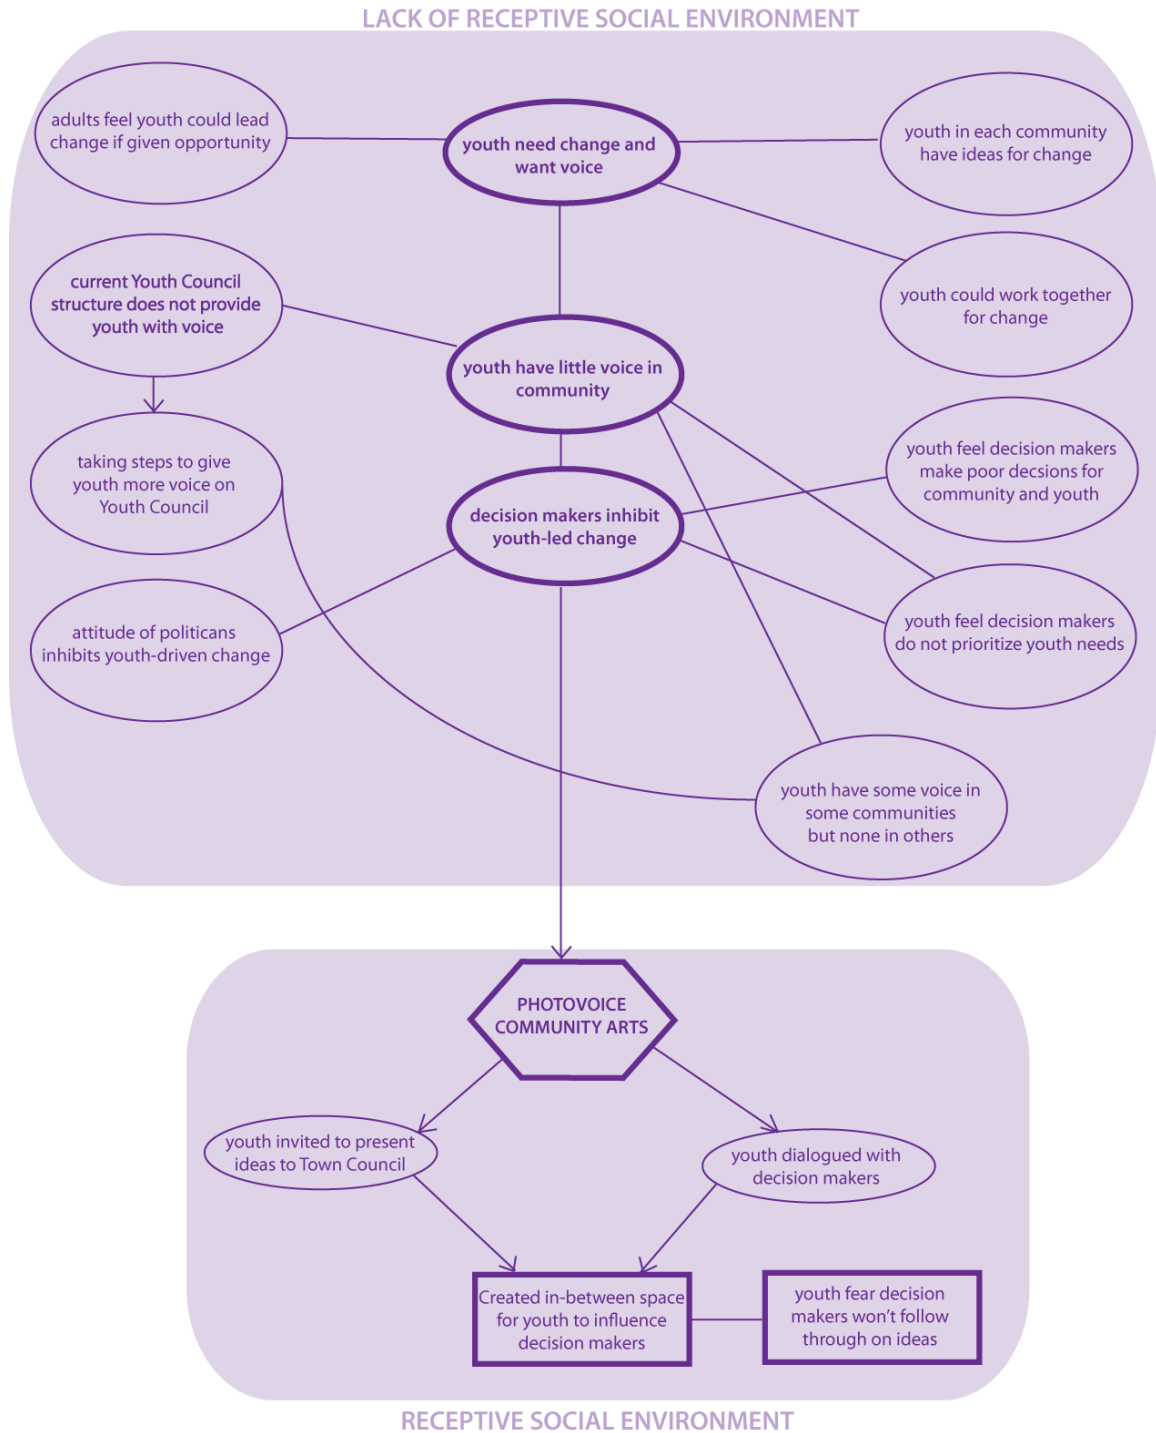 LACK OF RECEPTIVE SOCIAL ENVIRONMENT
adults feel youth could lead
change if given opportunity
youth need change and
want voice
youth in each community
have ideas for change
current Youth Council
structure does not provide
youth with voice
youth could work together
for change
youth have little voice in
community
taking steps to give
youth more voice on
Youth Council
youth feel decision makers
make poor decsions for
community and youth
decision makers inhibit
youth-led change
attitude of politicans
inhibits youth-driven change
youth feel decision makers
do not prioritize youth needs
youth have some voice in
some communities
but none in others
PHOTOVOICE
COMMUNITY ARTS
youth invited to present
ideas to Town Council
youth dialogued with
decision makers
Created in-between space
for youth to influence
decision makers
youth fear decision
makers won't follow
through on ideas
RECEPTIVE SOCIAL ENVIRONMENT